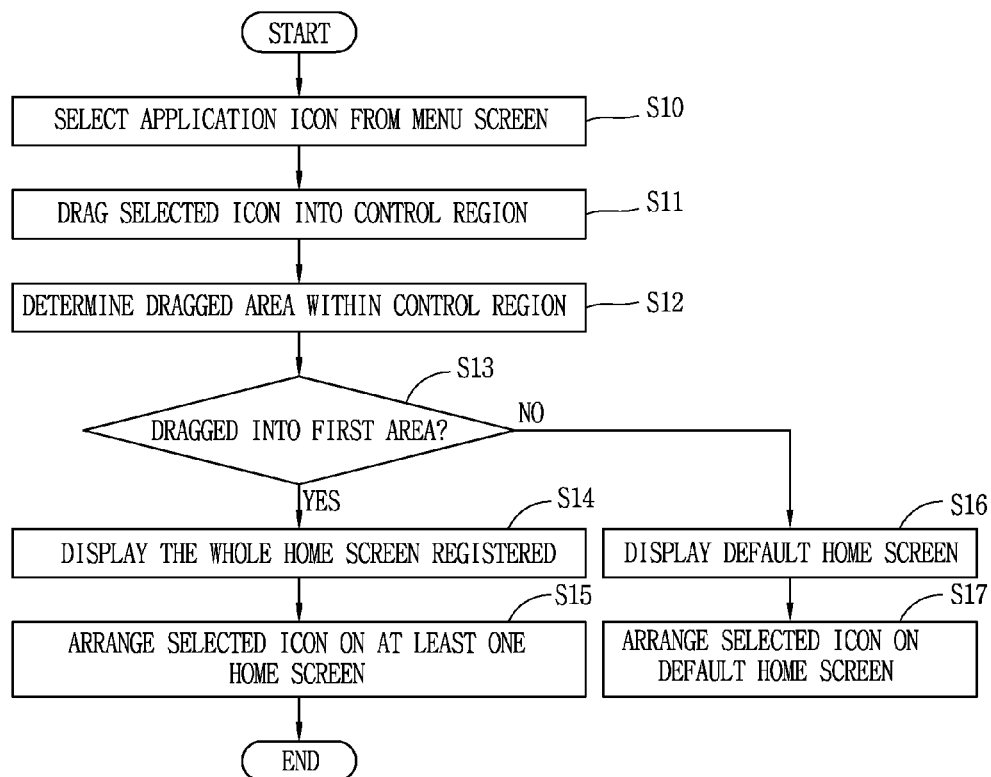 START
SELECT APPLICATION ICON FROM MENU SCREEN
S10
DRAG SELECTED ICON INTO CONTROL REGION
S11
DETERMINE DRAGGED AREA WITHIN CONTROL REGION
S12
S13
DRAGGED INTO FIRST AREA?
NO
YES
S14
DISPLAY THE WHOLE HOME SCREEN REGISTERED
S15
ARRANGE SELECTED ICON ON AT LEAST ONE
HOME SCREEN
S16
DISPLAY DEFAULT HOME SCREEN
S17
ARRANGE SELECTED ICON ON
DEFAULT HOME SCREEN
END